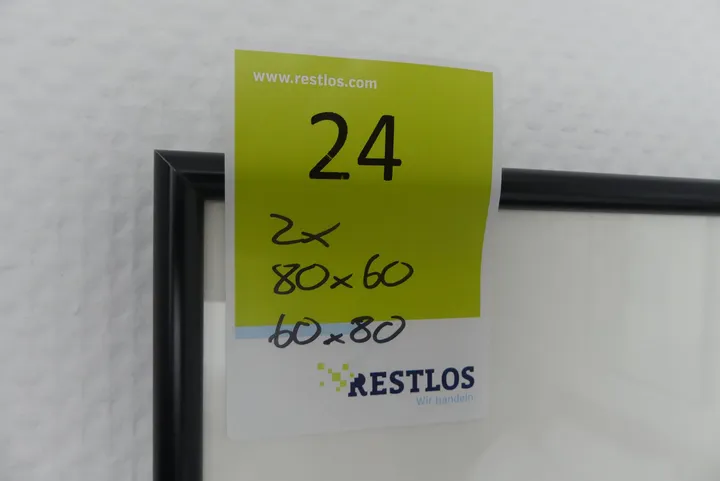 www.restlos.com
24
2x
80x60
60x80
RESTLOS
Wir handeln